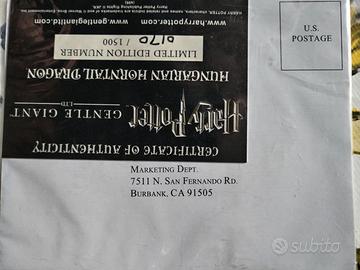 CERTIFICATE OF AUTHENTICITY
Harry Potter
GENTLE GIANT
LTD
HUNGARIAN HORNTAIL DRAGON
LIMITED EDITION NUMBER
0170 / 1500
www.gentlegiantltd.com
www.harrypotter.com
U.S.
POSTAGE
MARKETING DEPT.
7511 N. SAN FERNANDO RD.
BURBANK, CA 91505
subito